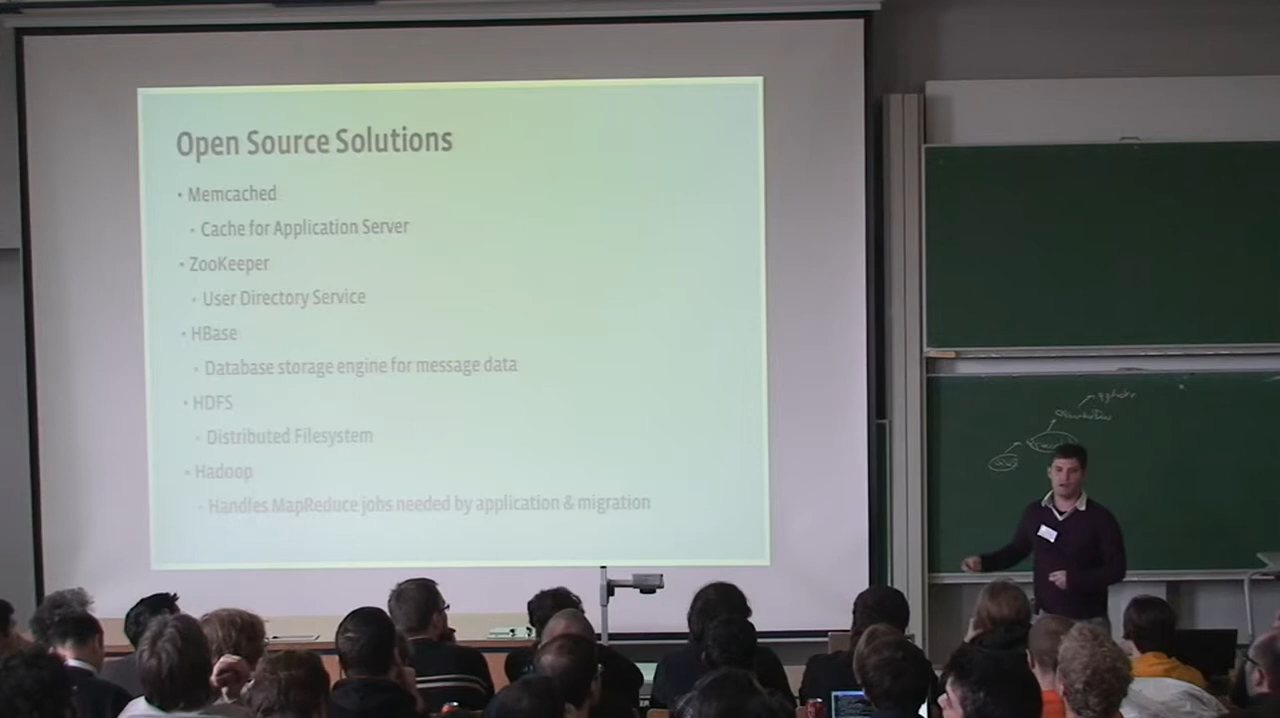 Open Source Solutions
• Memcached
• Cache for Application Server
• ZooKeeper
• User Directory Service
• HBase
• Database storage engine for message data
• HDFS
• Distributed Filesystem
• Hadoop
• Handles MapReduce jobs needed by application & migration